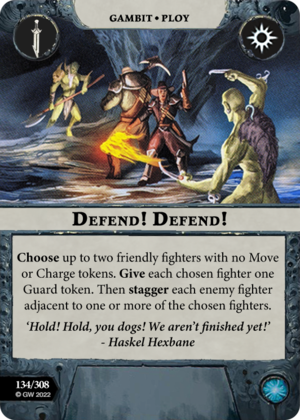 GAMBIT • PLOY
DEFEND! DEFEND!
Choose up to two friendly fighters with no Move
or Charge tokens. Give each chosen fighter one
Guard token. Then stagger each enemy fighter
adjacent to one or more of the chosen fighters.
‘Hold! Hold, you dogs! We aren’t finished yet!’
- Haskel Hexbane
134/308
© GW 2022